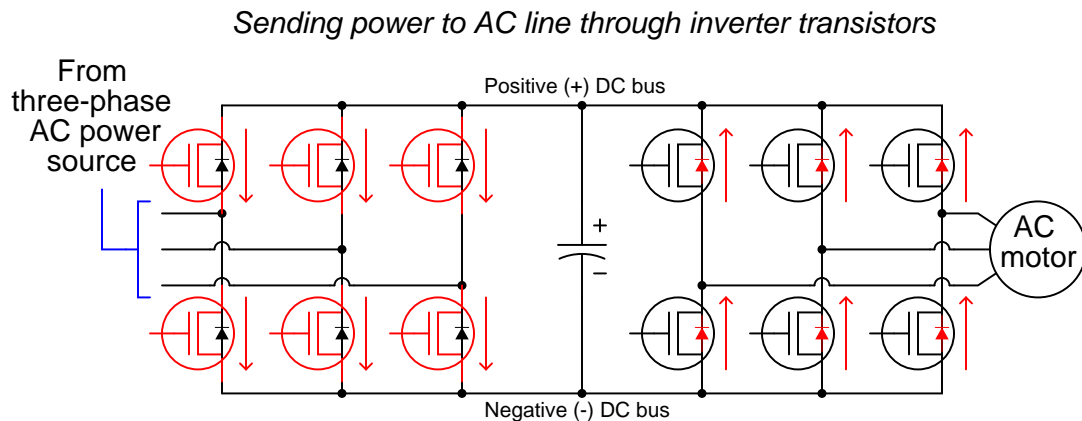 Sending power to AC line through inverter transistors
From
three-phase
AC power
source
Positive (+) DC bus
+
-
AC
motor
Negative (-) DC bus